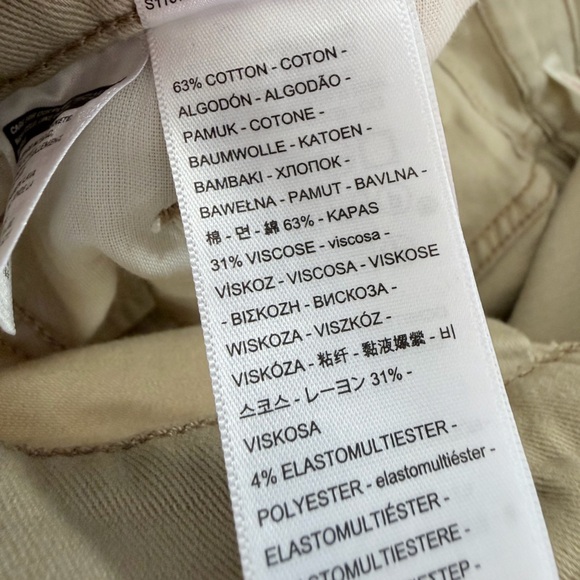 63% COTTON - COTON -
ALGODÓN - ALGODÃO -
PAMUK - COTONE -
BAUMWOLLE - KATOEN -
BAMBAKI - ХЛОПОК -
BAWEŁNA - PAMUT - BAVLNA -
棉 - 면 - 綿 63% - KAPAS
31% VISCOSE - viscosa -
VİSKOZ - VISCOSA - VISKOSE
- ΒΙΣΚΟΖΗ - ВИСКОЗА -
WISKOZA - VISZKÓZ -
VISKÓZA - 粘纤 - 黏液嫘縈 - 비
스코스 - レーヨン 31% -
VISKOSA
4% ELASTOMULTIESTER -
POLYESTER - elastomultiéster -
ELASTOMULTIÉSTER -
ELASTOMULTIESTERE -